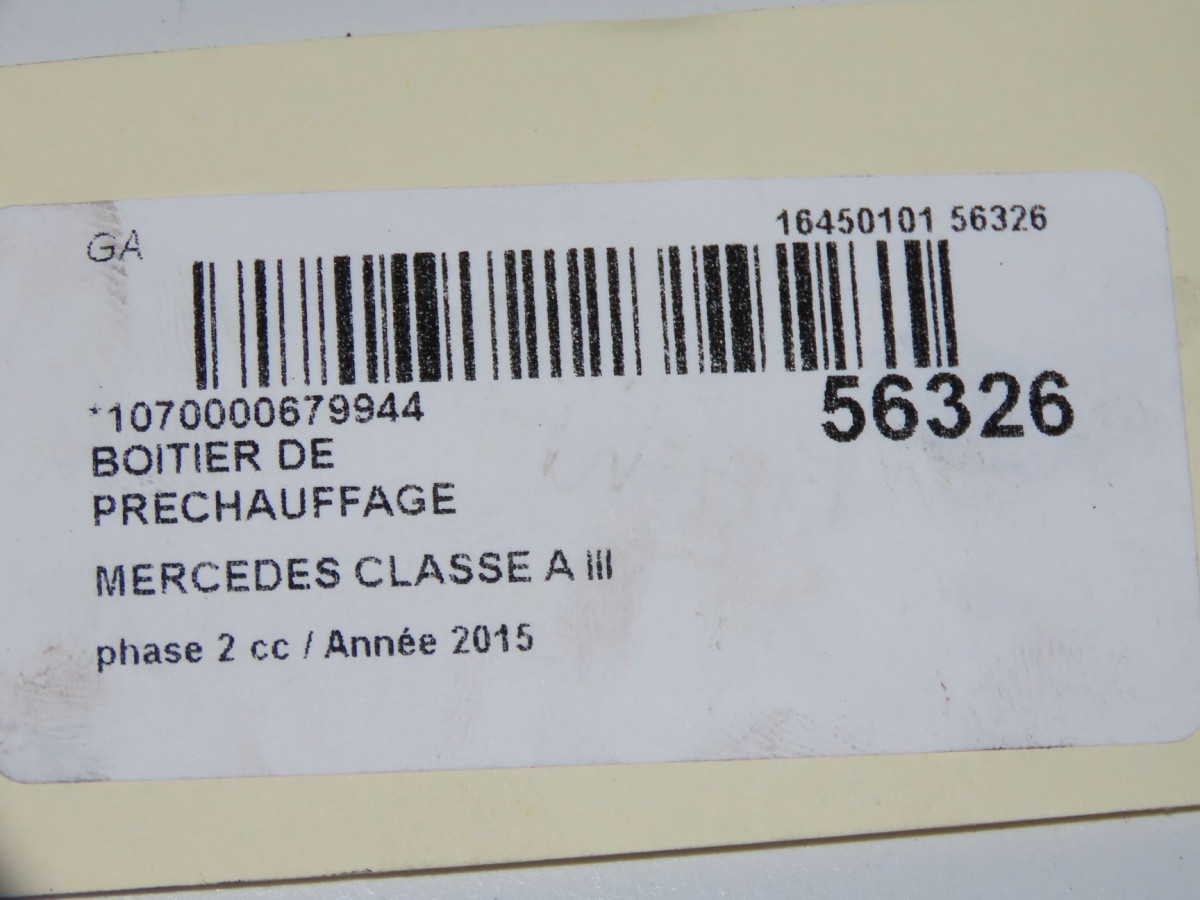 16450101 56326
GA
*1070000679944
56326
BOITIER DE
PRECHAUFFAGE
MERCEDES CLASSE A III
phase 2 cc / Année 2015